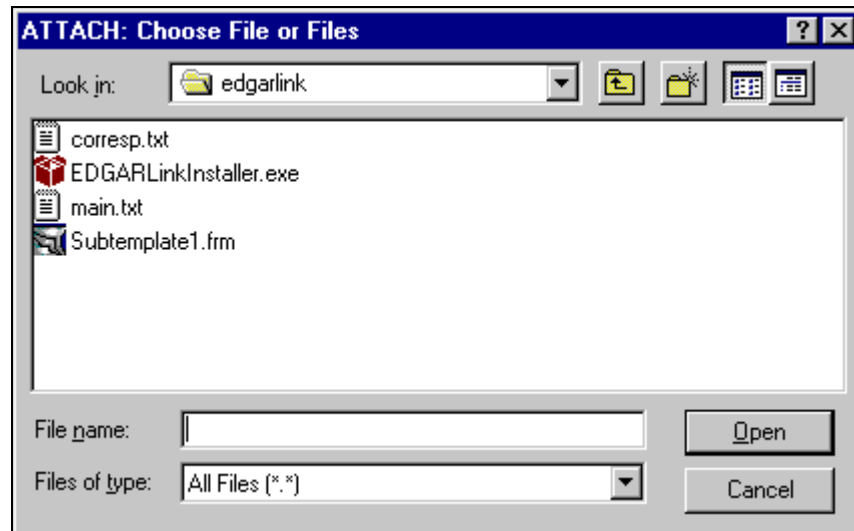 ATTACH: Choose File or Files
Look in: edgarlink
corresp.txt
EDGARLinkInstaller.exe
main.txt
Subtemplate1.frm
File name: Open
Files of type: All Files (*.*) Cancel